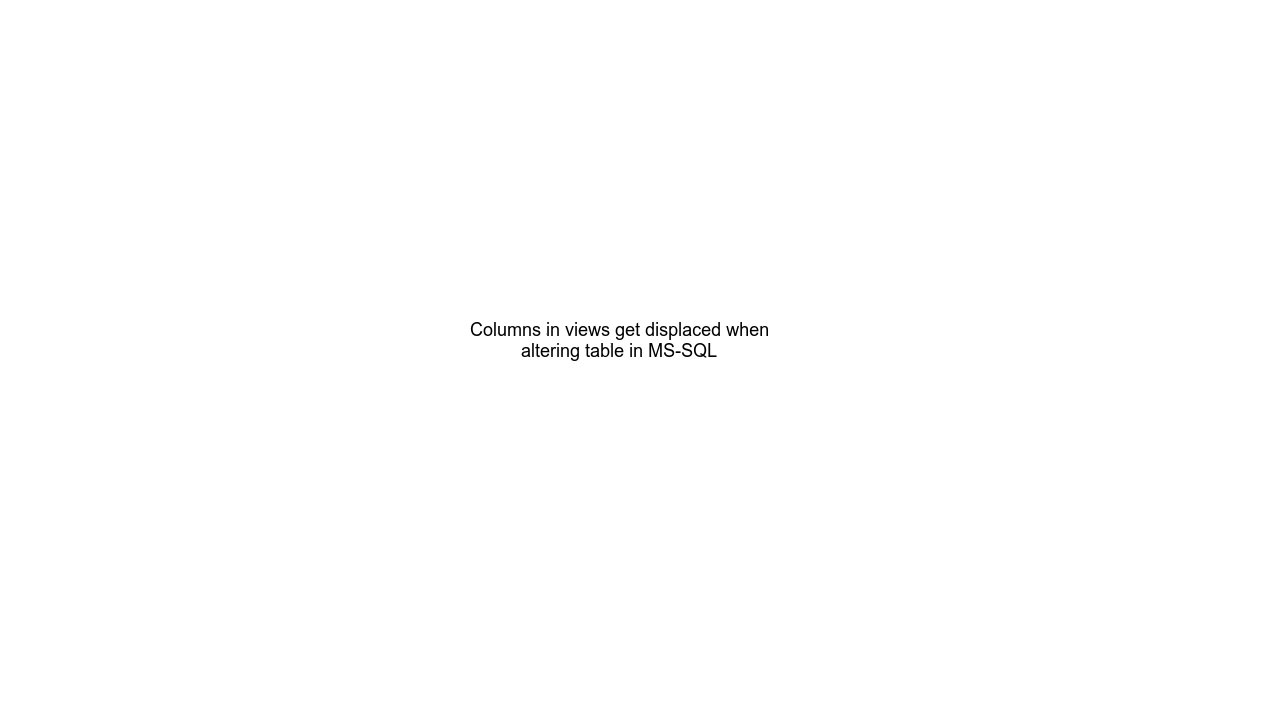 Columns in views get displaced when
altering table in MS-SQL